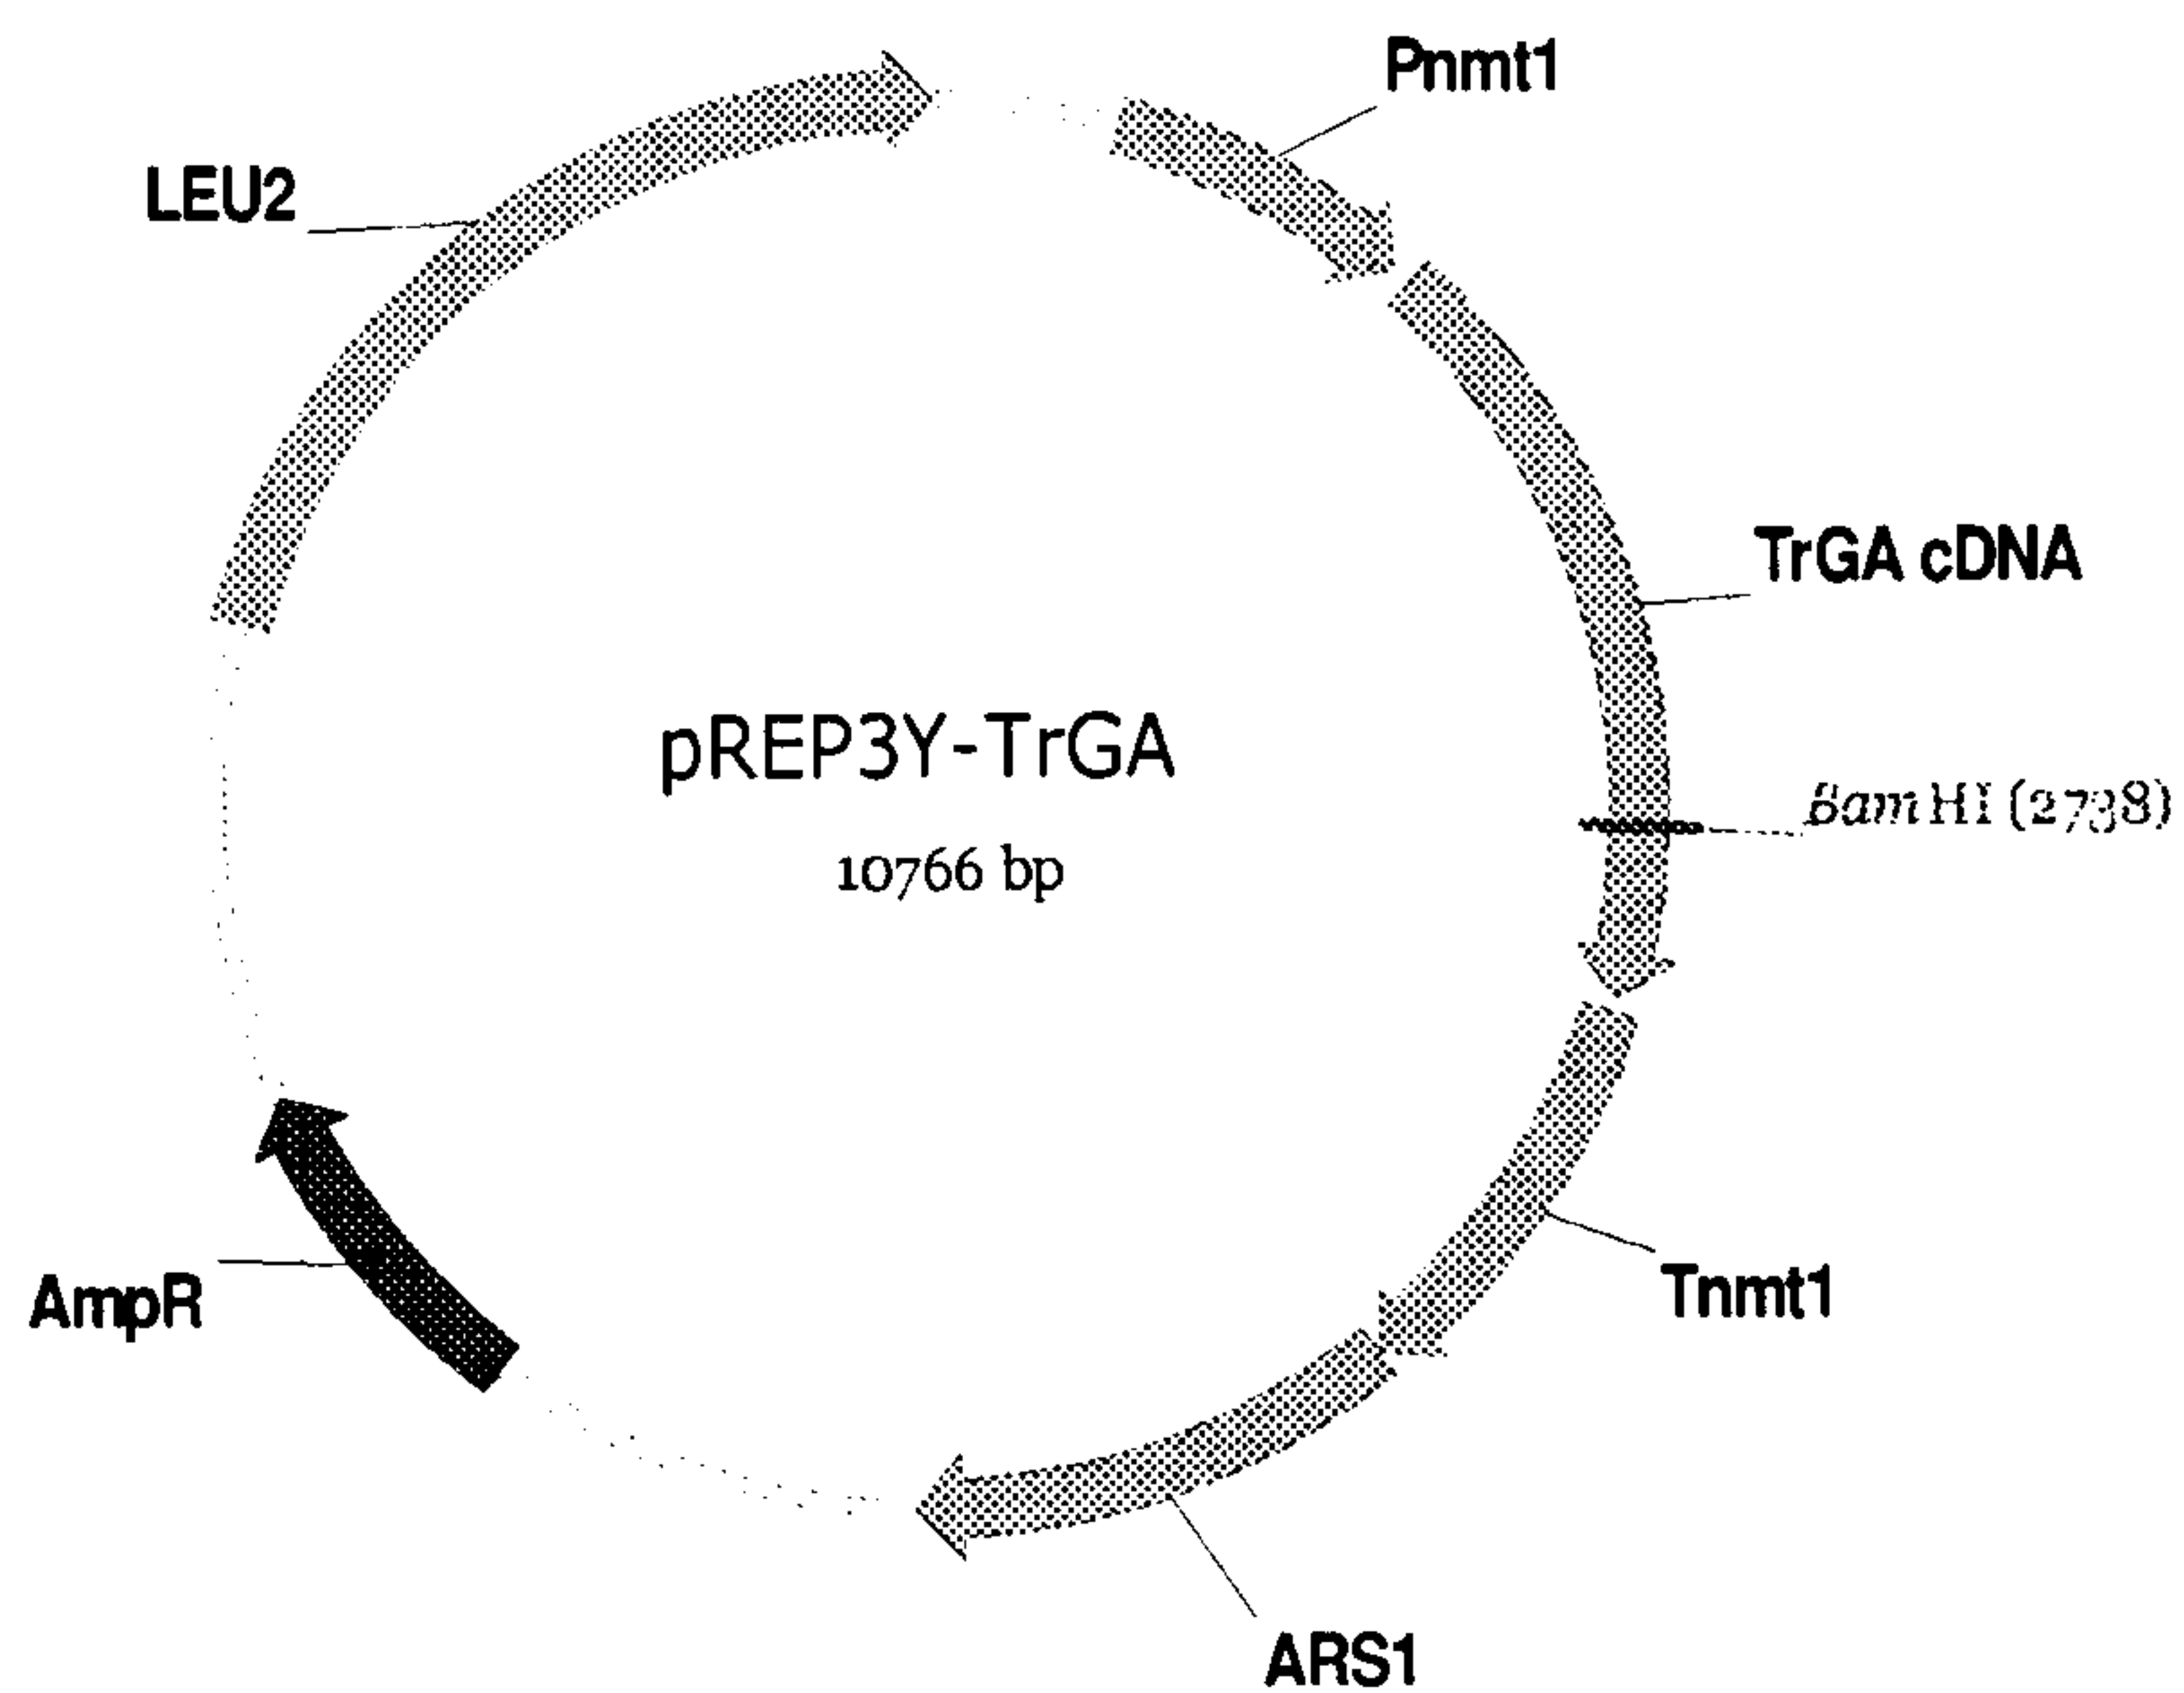 Pnmt1
LEU2
TrGA cDNA
pREP3Y-TrGA
BamHI (2738)
10766 bp
AmpR
Tnmt1
ARS1